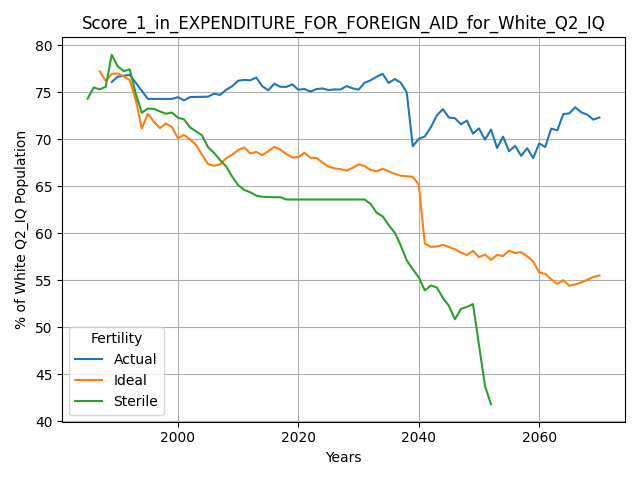 Score_1_in_EXPENDITURE_FOR_FOREIGN_AID_for_White_Q2_IQ
% of White Q2_IQ Population
80
75
70
65
60
55
50
45
40
Fertility
Actual
Ideal
Sterile
2000 2020 2040 2060
Years